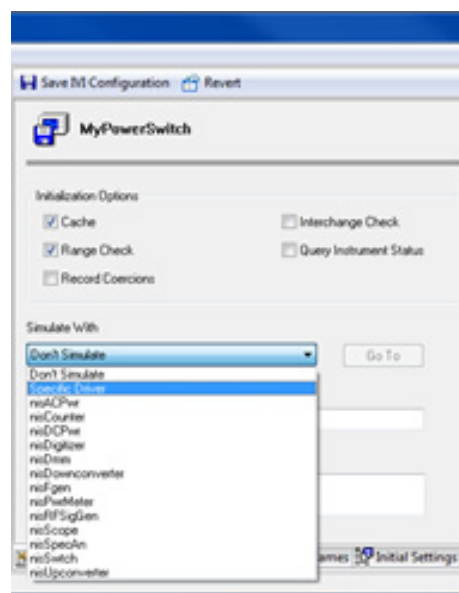 Save IVI Configuration Revert
MyPowerSwitch
Initialization Options
Cache
Interchange Check
Range Check
Query Instrument Status
Record Coercions
Simulate With
Don't Simulate
Go To
Don't Simulate
Specific Driver
nisACPwr
nisCounter
nisDCPwr
nisDigitizer
nisDmm
nisDownconverter
nisFgen
nisPwrMeter
nisRFSigGen
nisScope
nisSpecAn
nisSwtch
ames Initial Settings
nisUpconverter